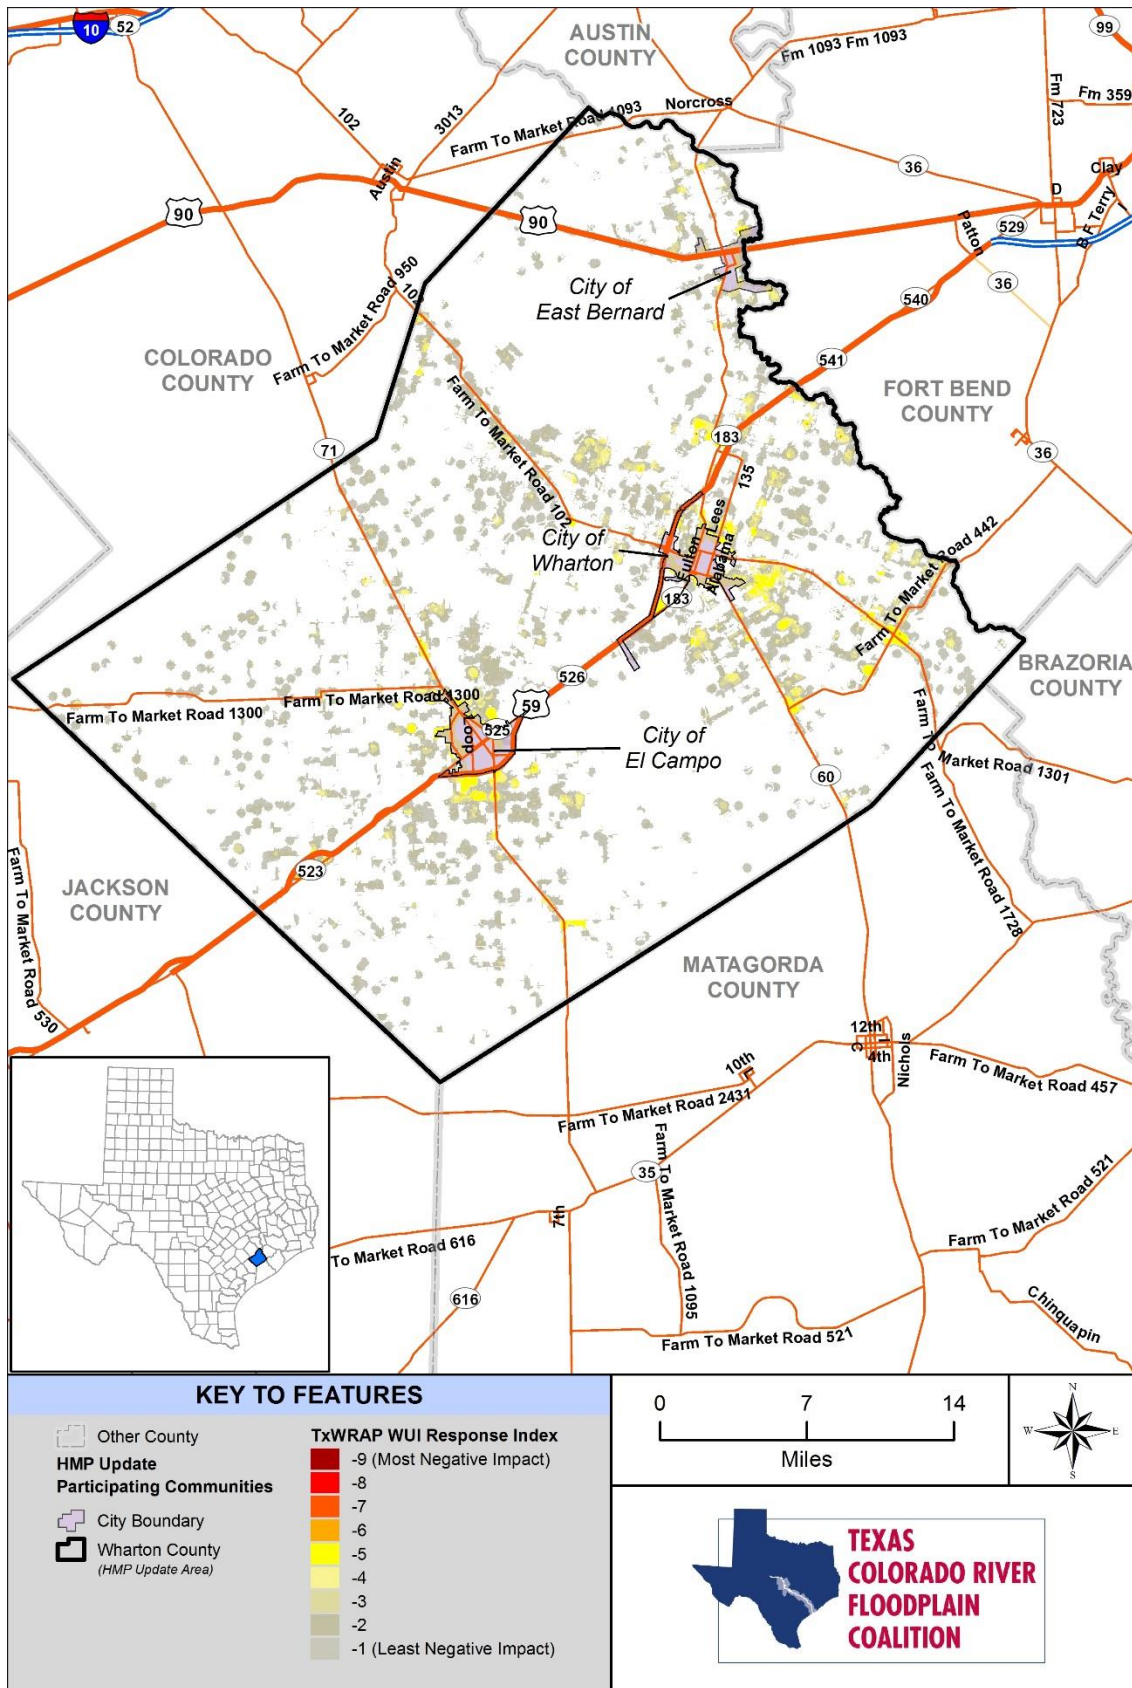 10
52
AUSTIN
COUNTY
Fm 1093 Fm 1093
99
Fm 723
Fm 359
102
3013
Farm To Market Road 1093
Norcross
Austin
36
Clay
D
90
90
Patton
529
B F Terry
Farm To Market Road 950
102
City of
East Bernard
36
540
COLORADO
COUNTY
541
FORT BEND
COUNTY
Farm To Market Road 102
71
183
135
36
City of
Wharton
Lees
Fulton
Alabama
Farm To Market Road 442
183
BRAZORIA
COUNTY
526
59
Farm To Market Road 1300
Farm To Market Road 1300
Loop
525
City of
El Campo
60
Farm To Market Road 1301
Farm To Market Road 1728
523
Farm To Market Road 530
JACKSON
COUNTY
MATAGORDA
COUNTY
12th
C
4th
Nichols
10th
Farm To Market Road 457
Farm To Market Road 2431
35
Farm To Market Road 1095
Farm To Market Road 521
7th
To Market Road 616
616
Farm To Market Road 521
Chinquapin
KEY TO FEATURES
Other County
HMP Update
Participating Communities
City Boundary
Wharton County
(HMP Update Area)
TxWRAP WUI Response Index
-9 (Most Negative Impact)
-8
-7
-6
-5
-4
-3
-2
-1 (Least Negative Impact)
0 7 14
Miles
N
W E
S
TEXAS
COLORADO RIVER
FLOODPLAIN
COALITION